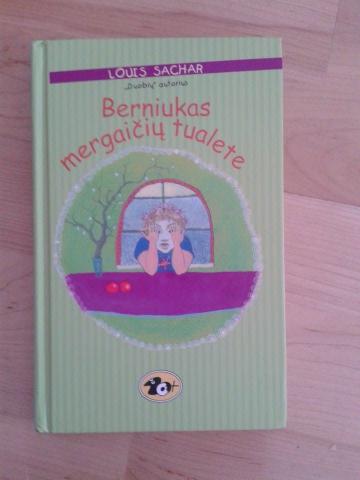 LOUIS SACHAR
„Duobių" autorius
Berniukas
mergaičių tualete